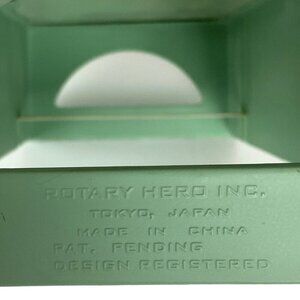 ROTARY HERO INC.
TOKYO, JAPAN
MADE IN CHINA
PAT. PENDING
DESIGN REGISTERED